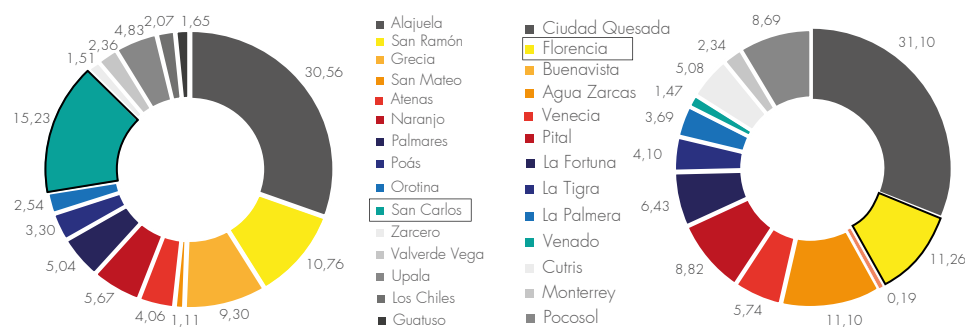 30,56
10,76
9,30
1,11
4,06
5,67
5,04
3,30
2,54
15,23
1,51
2,36
4,83
2,07
1,65
Alajuela
San Ramón
Grecia
San Mateo
Atenas
Naranjo
Palmares
Poás
Orotina
San Carlos
Zarcero
Valverde Vega
Upala
Los Chiles
Guatuso
Ciudad Quesada
Florencia
Buenavista
Agua Zarcas
Venecia
Pital
La Fortuna
La Tigra
La Palmera
Venado
Cutris
Monterrey
Pocosol
31,10
11,26
0,19
11,10
5,74
8,82
6,43
4,10
3,69
1,47
5,08
2,34
8,69